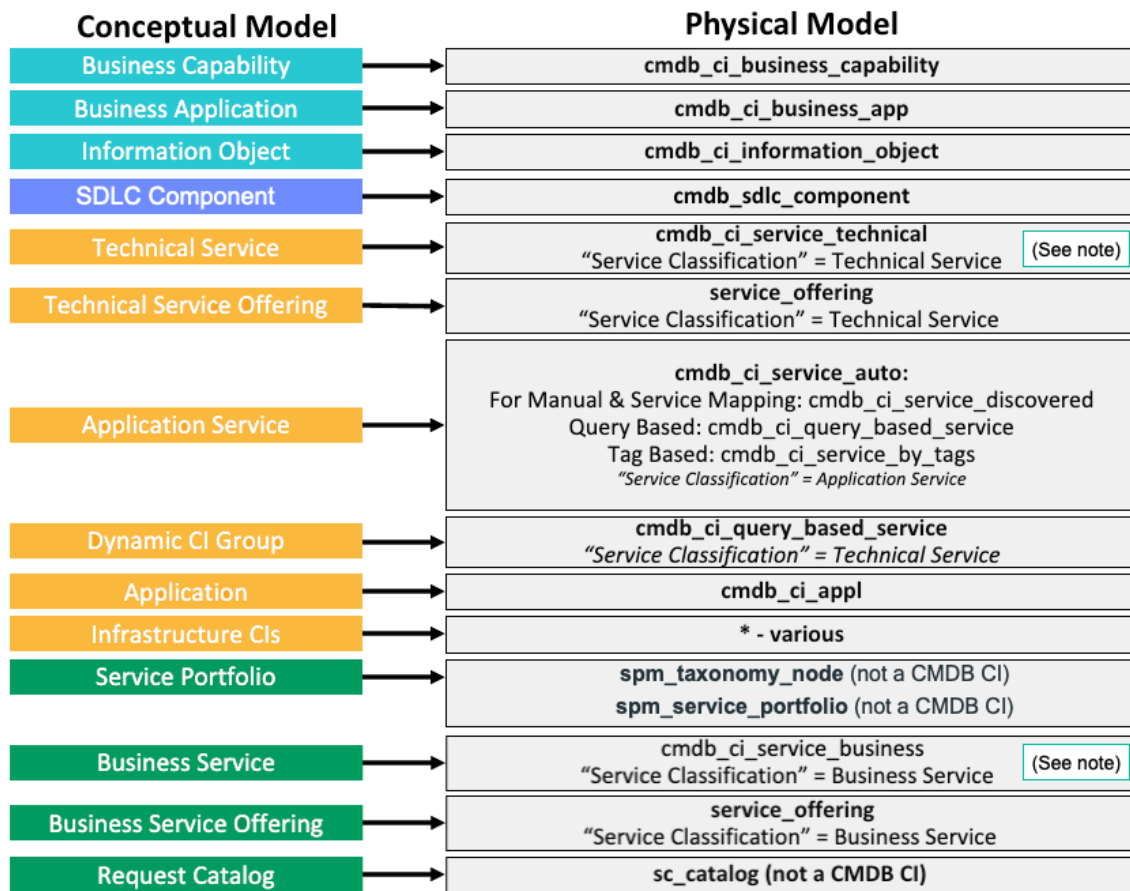 Conceptual Model
Physical Model
Business Capability
cmdb_ci_business_capability
Business Application
cmdb_ci_business_app
Information Object
cmdb_ci_information_object
SDLC Component
cmdb_sdlc_component
Technical Service
cmdb_ci_service_technical
“Service Classification” = Technical Service
(See note)
Technical Service Offering
service_offering
“Service Classification” = Technical Service
Application Service
cmdb_ci_service_auto:
For Manual & Service Mapping: cmdb_ci_service_discovered
Query Based: cmdb_ci_query_based_service
Tag Based: cmdb_ci_service_by_tags
“Service Classification” = Application Service
Dynamic CI Group
cmdb_ci_query_based_service
“Service Classification” = Technical Service
Application
cmdb_ci_appl
Infrastructure CIs
* - various
Service Portfolio
spm_taxonomy_node (not a CMDB CI)
spm_service_portfolio (not a CMDB CI)
Business Service
cmdb_ci_service_business
“Service Classification” = Business Service
(See note)
Business Service Offering
service_offering
“Service Classification” = Business Service
Request Catalog
sc_catalog (not a CMDB CI)